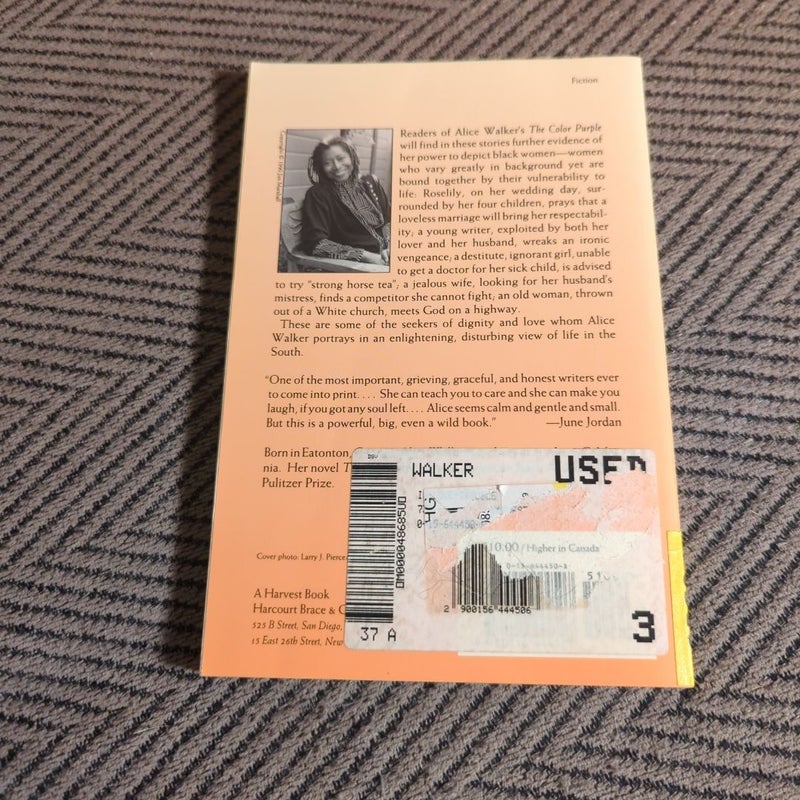 Fiction
Readers of Alice Walker's The Color Purple
will find in these stories further evidence of
her power to depict black women—women
who vary greatly in background yet are
bound together by their vulnerability to
life: Roselily, on her wedding day, sur-
rounded by her four children, prays that a
loveless marriage will bring her respectabil-
ity; a young writer, exploited by both her
lover and her husband, wreaks an ironic
vengeance; a destitute, ignorant girl, unable
to get a doctor for her sick child, is advised
to try "strong horse tea"; a jealous wife, looking for her husband's
mistress, finds a competitor she cannot fight; an old woman, thrown
out of a White church, meets God on a highway.
These are some of the seekers of dignity and love whom Alice
Walker portrays in an enlightening, disturbing view of life in the
South.
"One of the most important, grieving, graceful, and honest writers ever
to come into print. . . . She can teach you to care and she can make you
laugh, if you got any soul left. . . . Alice seems calm and gentle and small.
But this is a powerful, big, even a wild book." —June Jordan
Born in Eatonton,
nia. Her novel T
Pulitzer Prize.
WALKER USED
10.00 / Higher in Canada
0-15-644450-
2 900156 444506
OM000048685U0
37 A
3
Cover photo: Larry J. Pierce
A Harvest Book
Harcourt Brace & C
525 B Street, San Diego,
15 East 26th Street, New